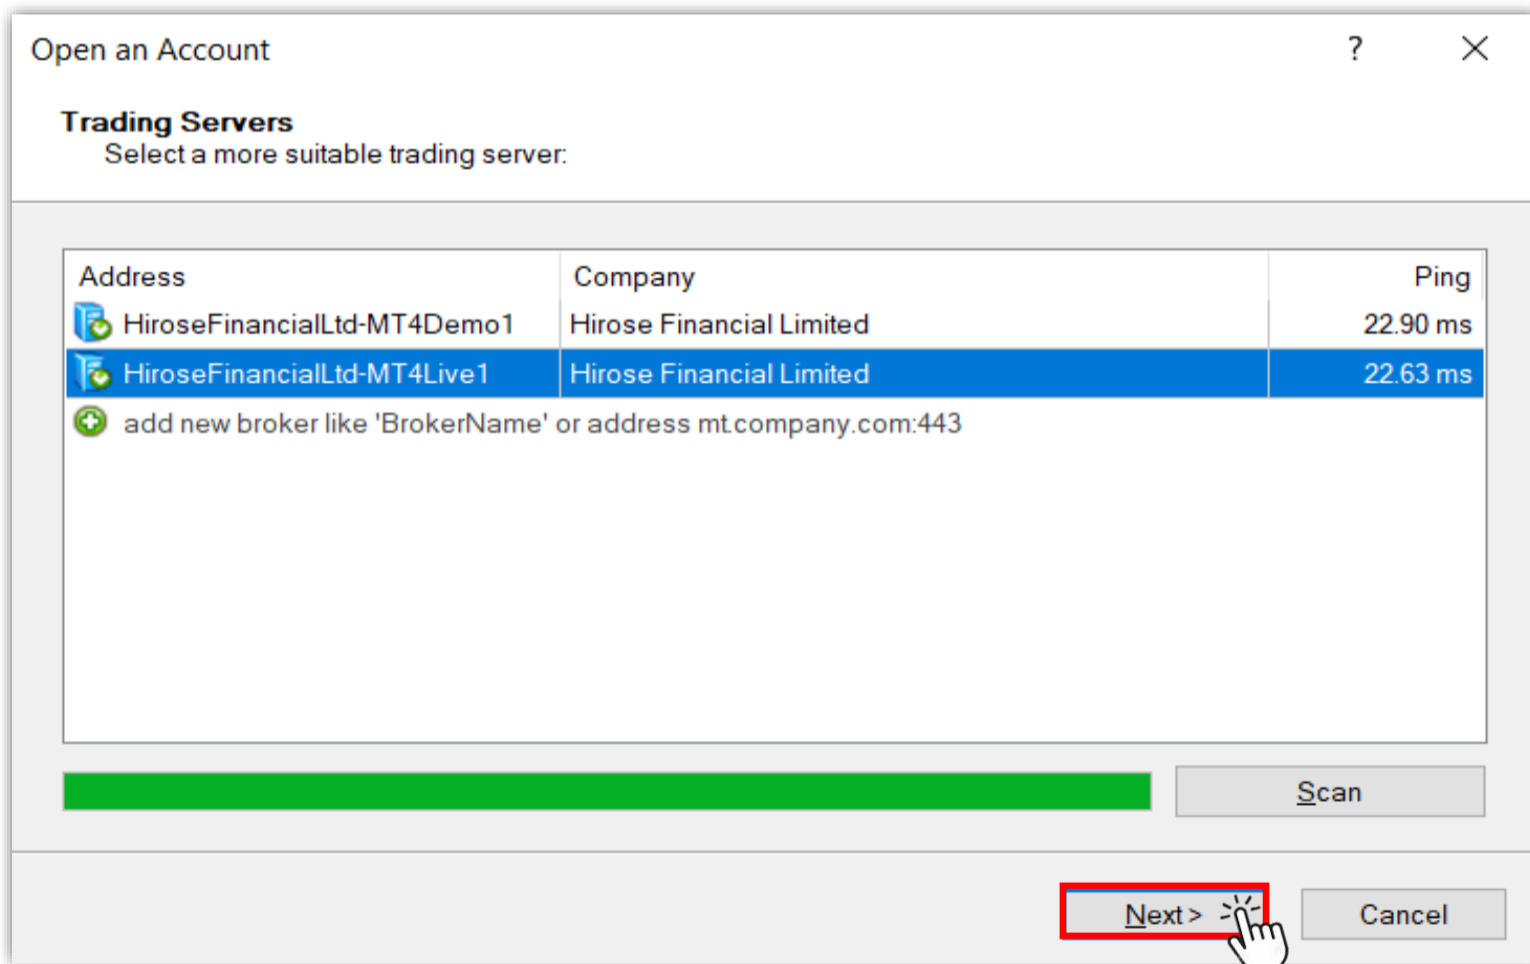 Open an Account ?
Trading Servers
Select a more suitable trading server:
Address Company Ping
HiroseFinancialLtd-MT4Demo1 Hirose Financial Limited 22.90 ms
HiroseFinancialLtd-MT4Live1 Hirose Financial Limited 22.63 ms
add new broker like 'BrokerName' or address mt.company.com:443
Scan
Next > Cancel